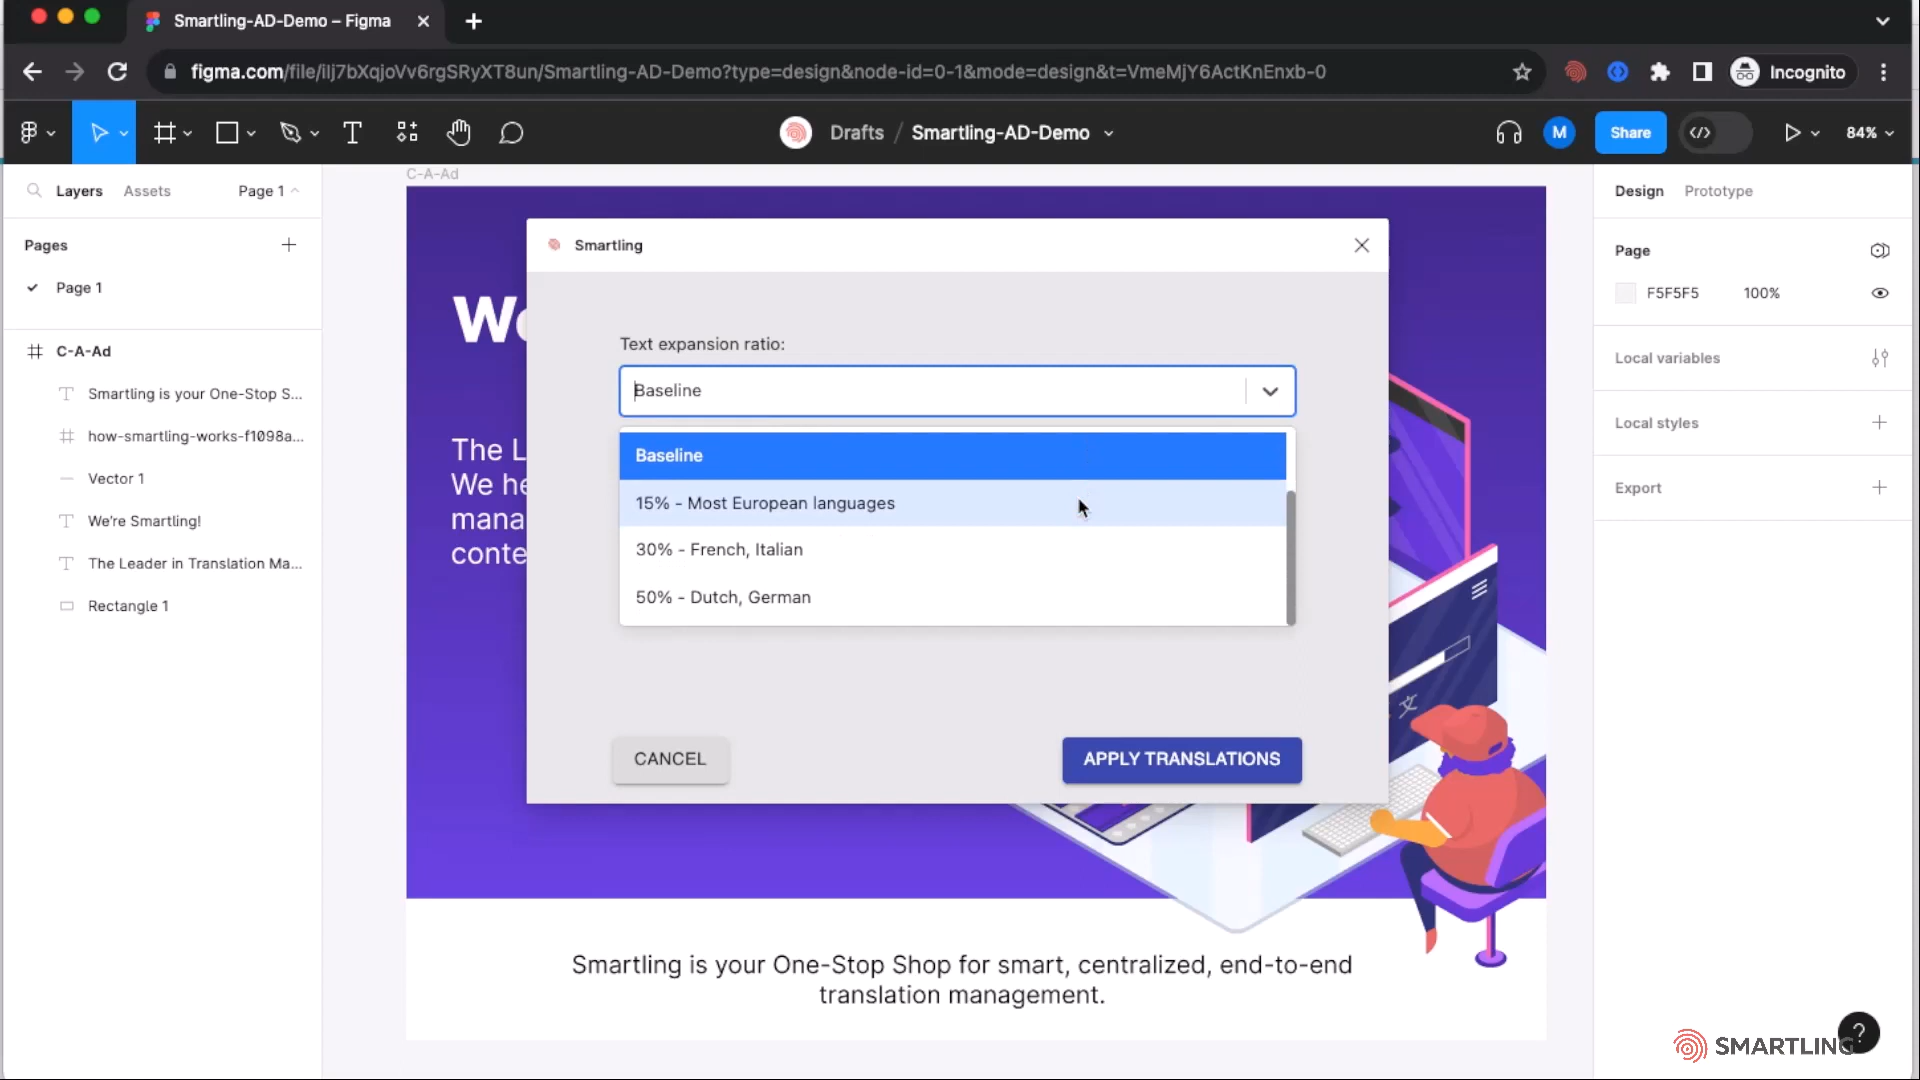 Smartling-AD-Demo – Figma
figma.com/file/ilj7bXqjoVv6rgSRyXT8un/Smartling-AD-Demo?type=design&node-id=0-1&mode=design&t=VmeMjY6ActKnEnxb-0
Incognito
Drafts / Smartling-AD-Demo
M
Share
84%
Layers
Assets
Page 1
Pages
Page 1
C-A-Ad
Smartling is your One-Stop S...
how-smartling-works-f1098a...
Vector 1
We're Smartling!
The Leader in Translation Ma...
Rectangle 1
C-A-Ad
The L
We he
mana
conte
Smartling
Text expansion ratio:
Baseline
Baseline
15% - Most European languages
30% - French, Italian
50% - Dutch, German
CANCEL
APPLY TRANSLATIONS
文
Smartling is your One-Stop Shop for smart, centralized, end-to-end
translation management.
Design
Prototype
Page
F5F5F5
100%
Local variables
Local styles
Export
?
SMARTLING